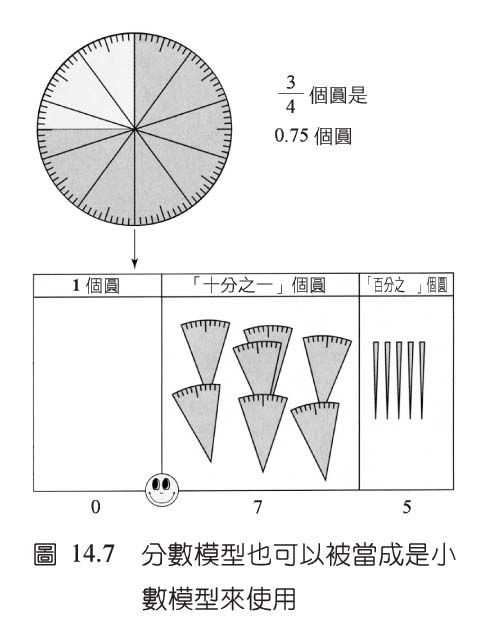 3
4
個圓是
0.75 個圓
1 個圓
「十分之一」個圓
「百分之 」個圓
0
7
5
圖 14.7 分數模型也可以被當成是小
數模型來使用